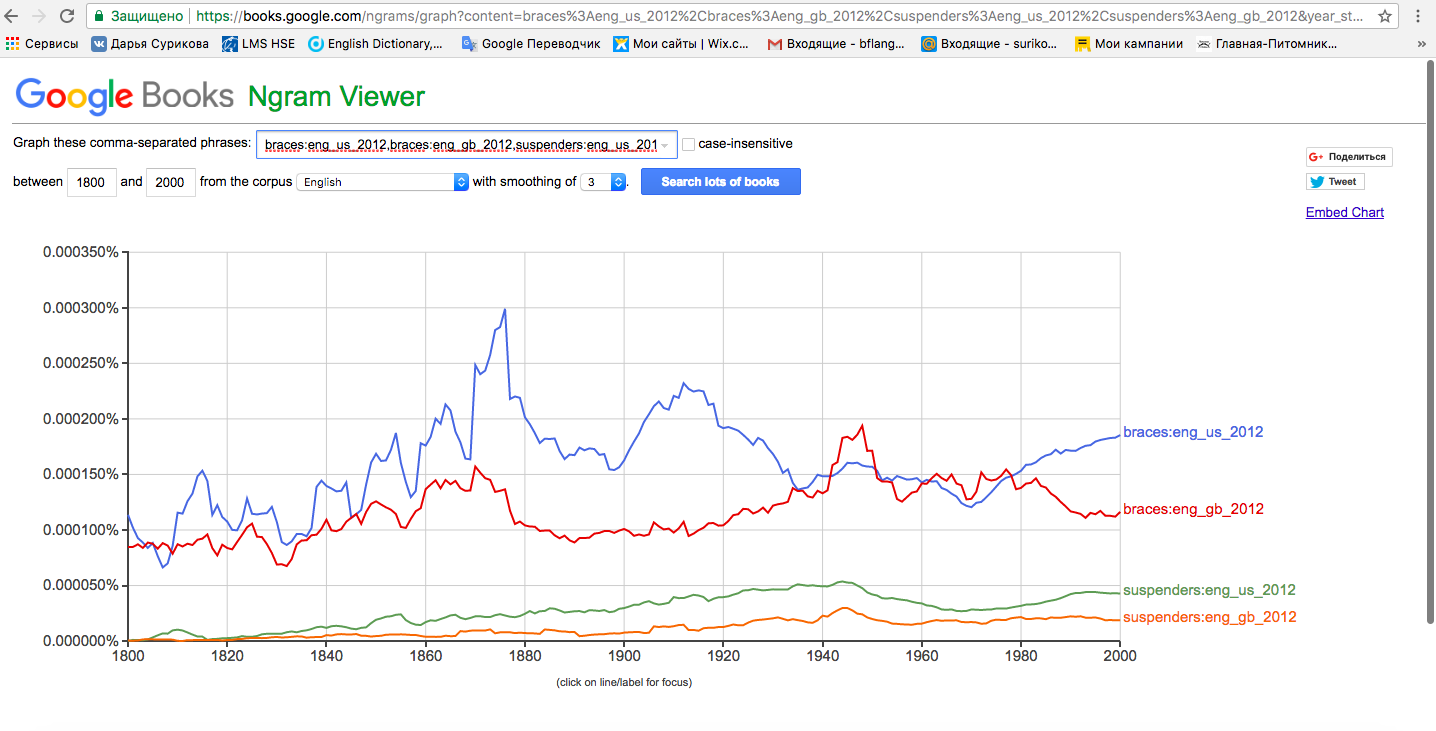 Защищено https://books.google.com/ngrams/graph?content=braces%3Aeng_us_2012%2Cbraces%3Aeng_gb_2012%2Csuspenders%3Aeng_us_2012%2Csuspenders%3Aeng_gb_2012&year_st...
Сервисы Дарья Сурикова LMS HSE English Dictionary,... Google Переводчик Мои сайты | Wix.c... Входящие - bflang... Входящие - suriko... Мои кампании Главная-Питомник... »
Google Books Ngram Viewer
Graph these comma-separated phrases: braces:eng_us_2012,braces:eng_gb_2012,suspenders:eng_us_201 case-insensitive
G+ Поделиться
between 1800 and 2000 from the corpus English with smoothing of 3. Search lots of books
Tweet
Embed Chart
0.000350%
0.000300%
0.000250%
0.000200%
braces:eng_us_2012
0.000150%
braces:eng_gb_2012
0.000100%
0.000050%
suspenders:eng_us_2012
suspenders:eng_gb_2012
0.000000%
1800 1820 1840 1860 1880 1900 1920 1940 1960 1980 2000
(click on line/label for focus)